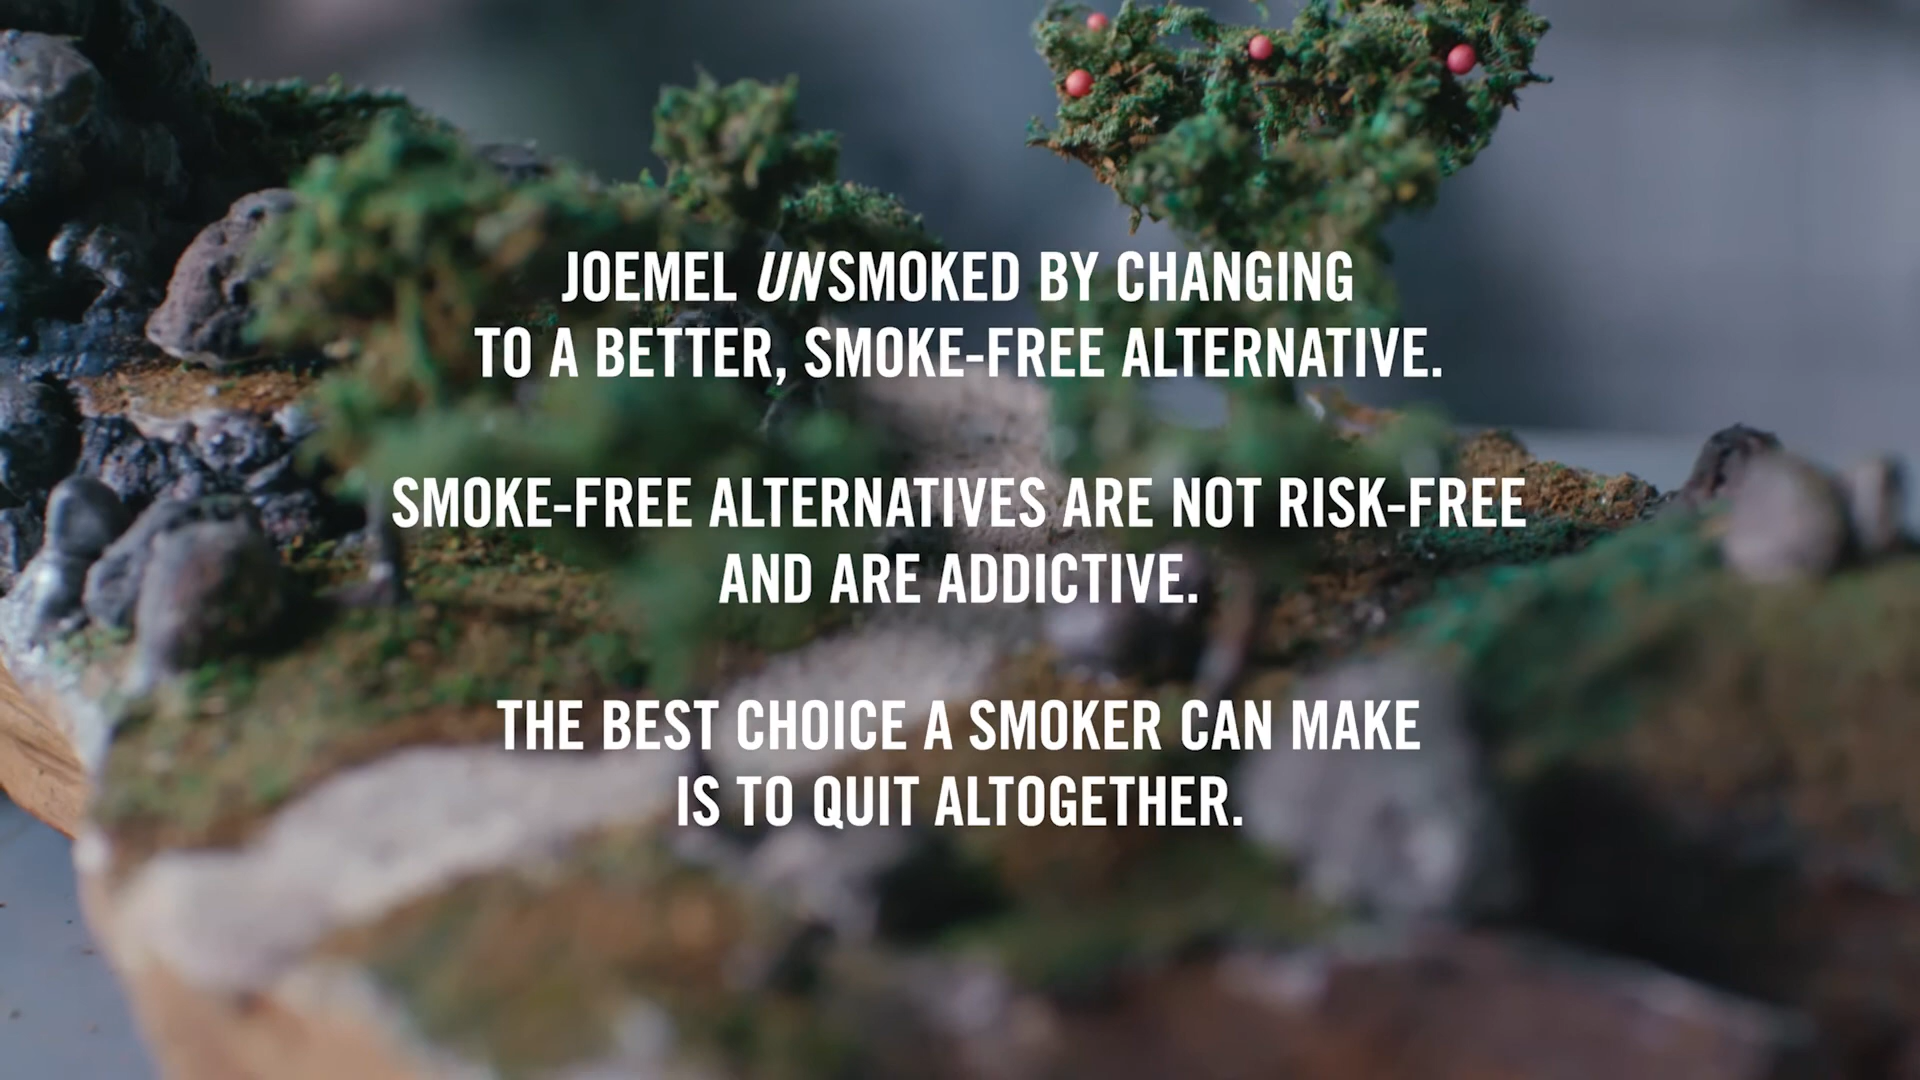 JOEMEL UNSMOKED BY CHANGING
TO A BETTER, SMOKE-FREE ALTERNATIVE.
SMOKE-FREE ALTERNATIVES ARE NOT RISK-FREE
AND ARE ADDICTIVE.
THE BEST CHOICE A SMOKER CAN MAKE
IS TO QUIT ALTOGETHER.